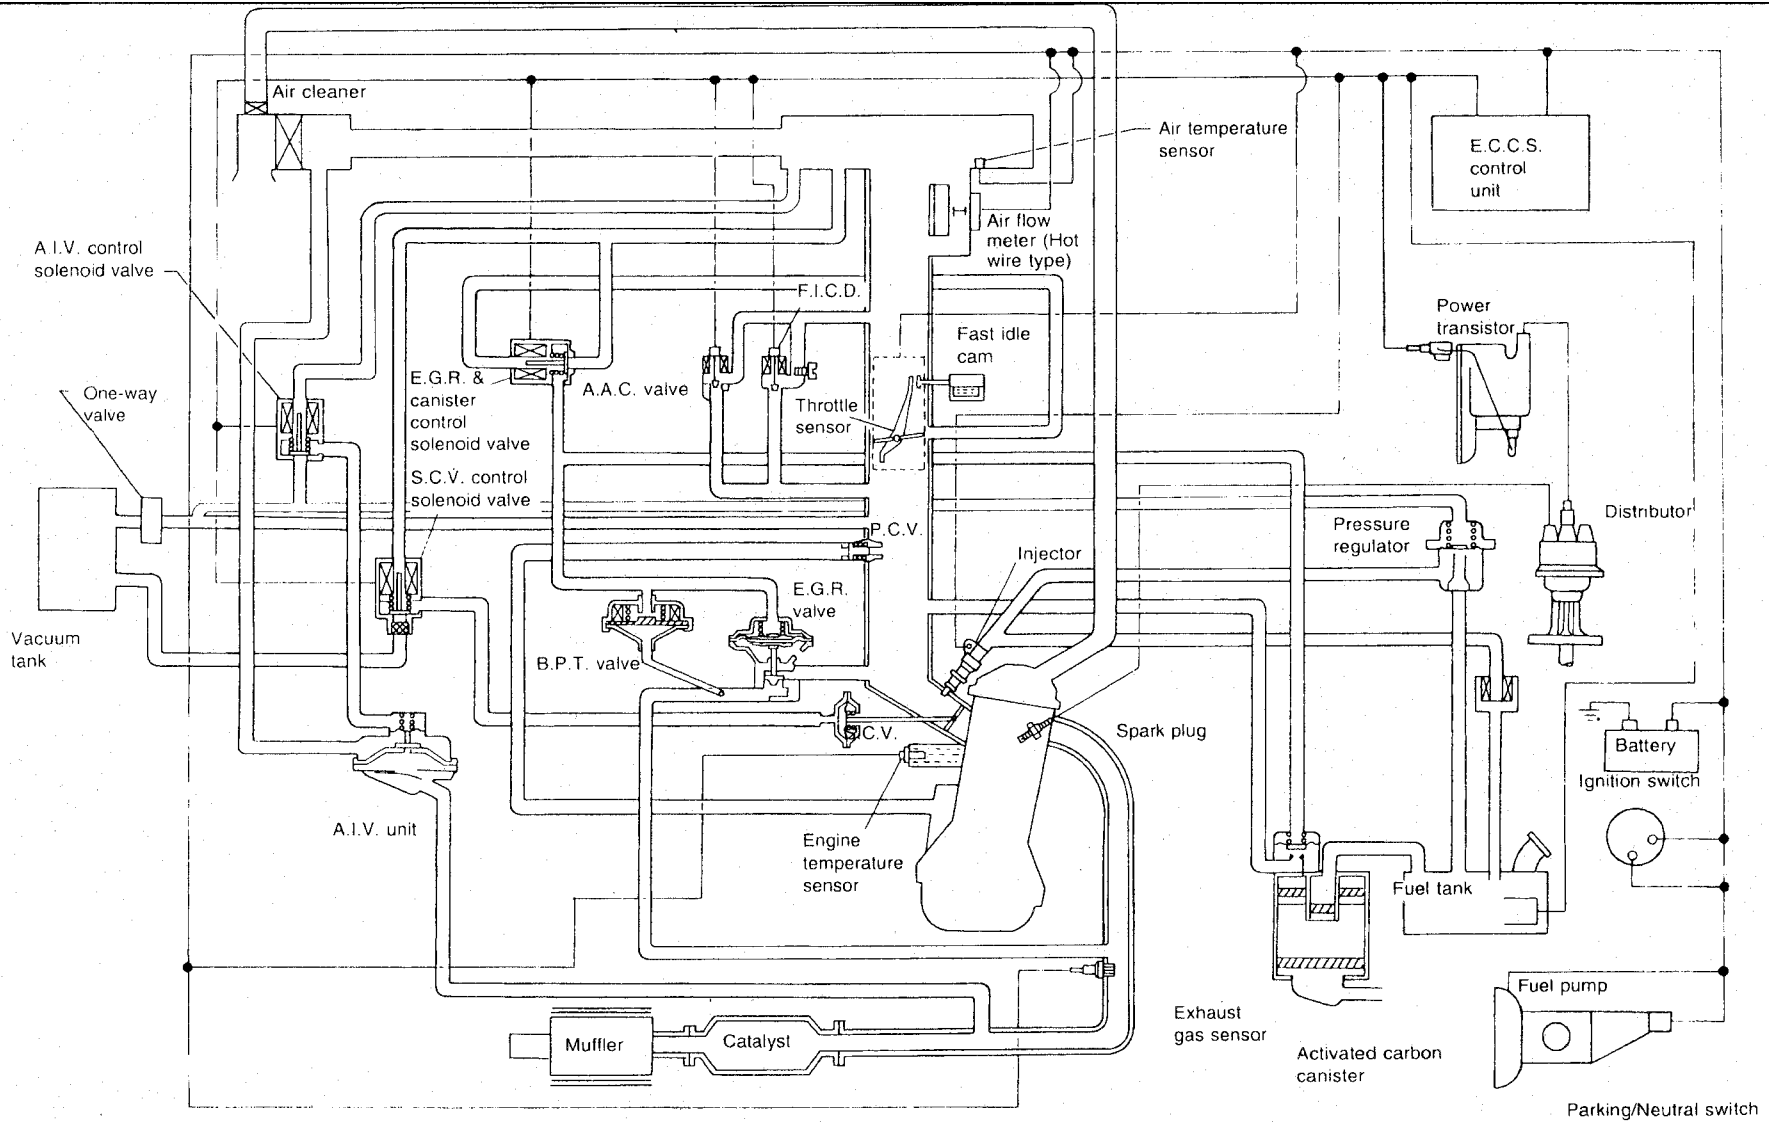 Air cleaner
Air temperature
sensor
E.C.C.S.
control
unit
Air flow
meter (Hot
wire type)
A.I.V. control
solenoid valve
F.I.C.D.
Power
transistor
Fast idle
cam
E.G.R. &
canister
control
solenoid valve
A.A.C. valve
One-way
valve
Throttle
sensor
S.C.V. control
solenoid valve
Distributor
Pressure
regulator
P.C.V.
Injector
E.G.R.
valve
Vacuum
tank
B.P.T. valve
S.C.V.
Spark plug
Battery
Ignition switch
A.I.V. unit
Engine
temperature
sensor
Fuel tank
Fuel pump
Exhaust
gas sensor
Muffler
Catalyst
Activated carbon
canister
Parking/Neutral switch